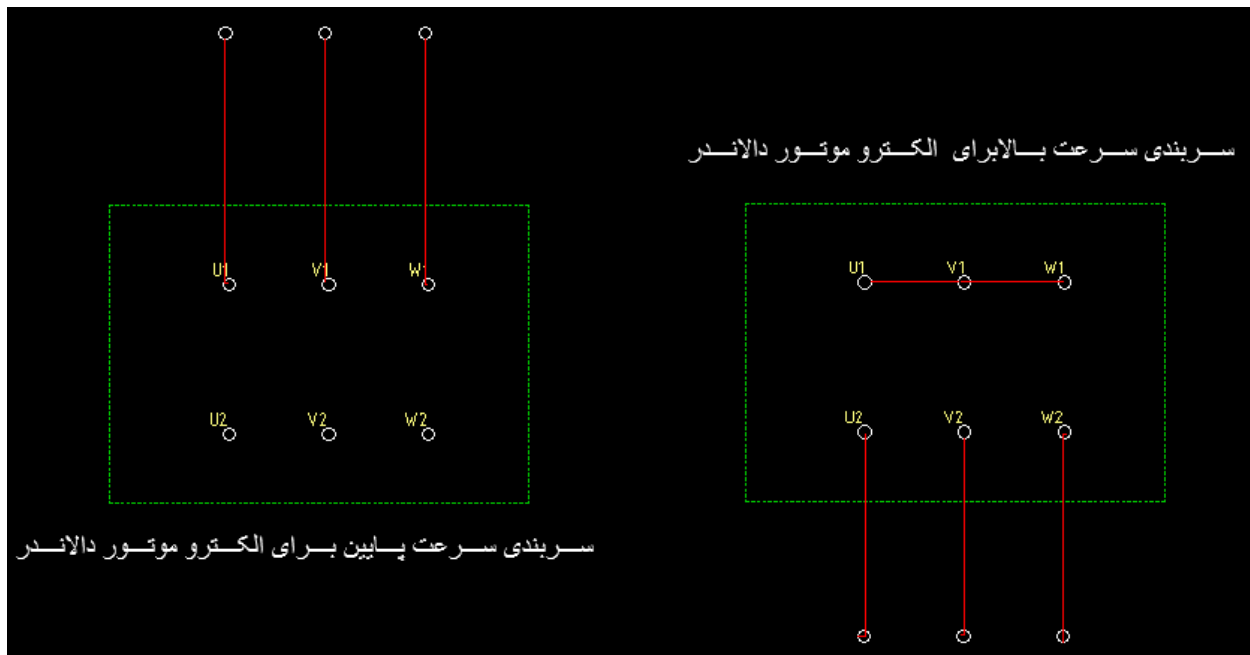 سربندی سرعت بالابرای الکترو موتور دالاندر
U1 V1 W1
U2 V2 W2
U1 V1 W1
U2 V2 W2
سربندی سرعت پایین برای الکترو موتور دالاندر